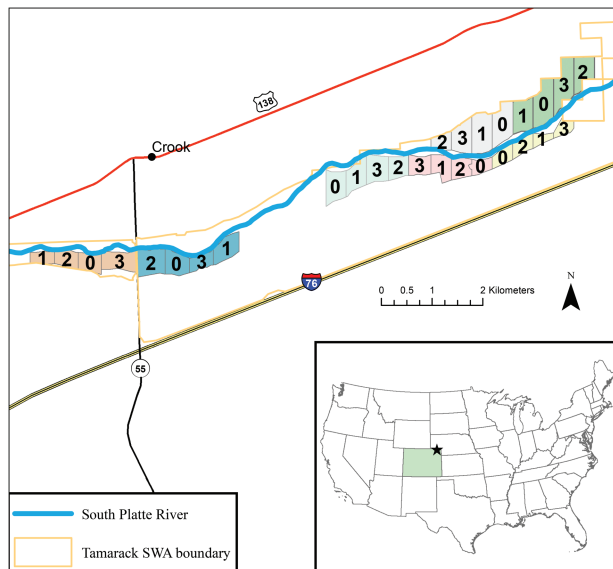 138
Crook
2 3 1 0 1 0 3 2
0 1 3 2 3 1 2 0 0 2 1 3
1 2 0 3 2 0 3 1
76
0 0.5 1 2 Kilometers
N
55
South Platte River
Tamarack SWA boundary